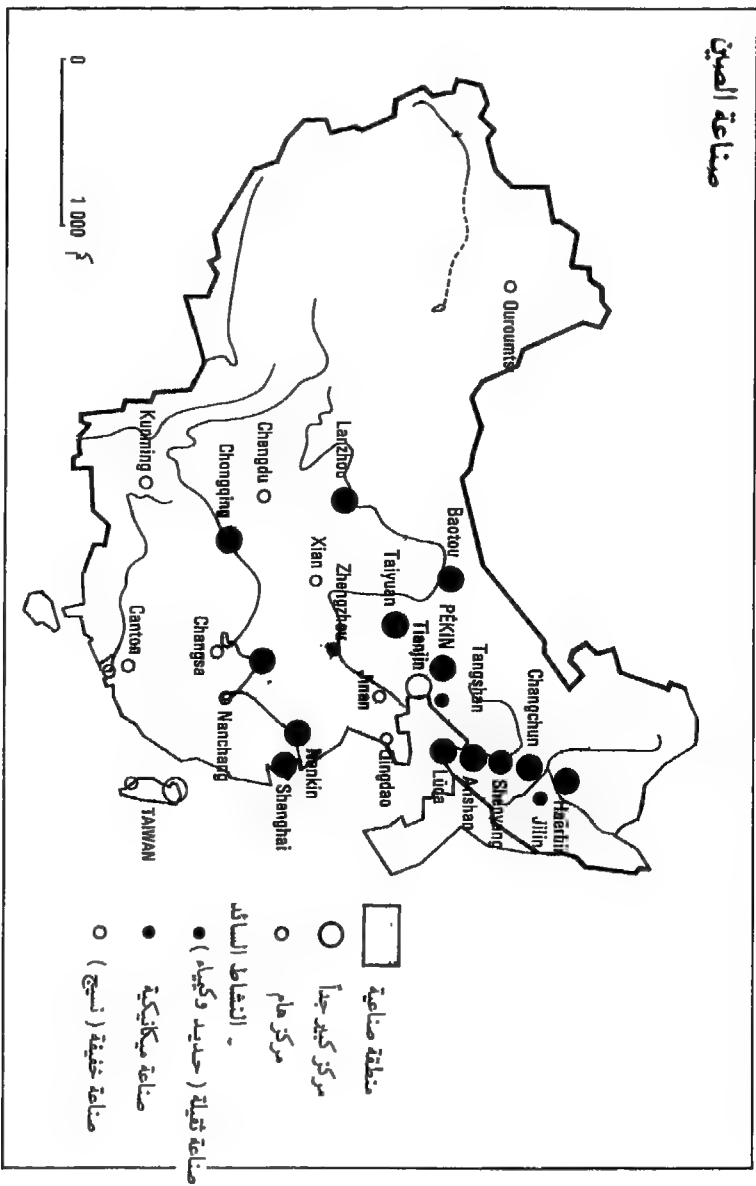 صناعة الصين
Ouroumtsi
Haerbin
Changchun
Jilin
Shenyang
Anshan
Lüda
Tangshan
Baotou
PÉKIN
Tianjin
Taiyuan
Lanzhou
Jinan
Qingdao
Zhengzhou
Xian
Changdu
Chongqing
Nankin
Shanghai
Changsa
Nanchang
Kunming
Canton
TAIWAN
0 1 000 كم
منطقة صناعية
مركز كبير جداً
مركز هام
- النشاط السائد
صناعة ثقيلة (حديد وكيمياء)
صناعة ميكانيكية
صناعة خفيفة (نسيج)